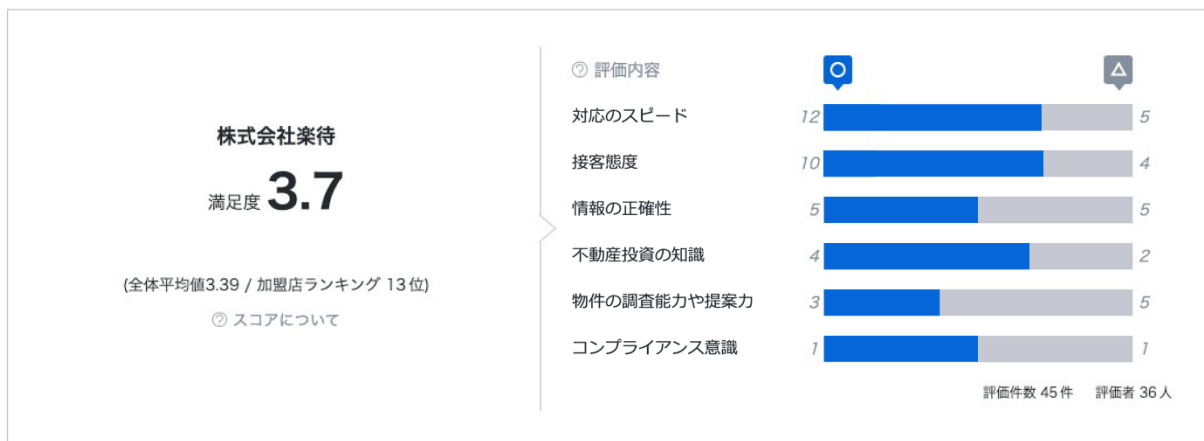 株式会社楽待
満足度 3.7
(全体平均値3.39 / 加盟店ランキング 13位)
? スコアについて
? 評価内容
対応のスピード 12 5
接客態度 10 4
情報の正確性 5 5
不動産投資の知識 4 2
物件の調査能力や提案力 3 5
コンプライアンス意識 1 1
評価件数 45件 評価者 36人